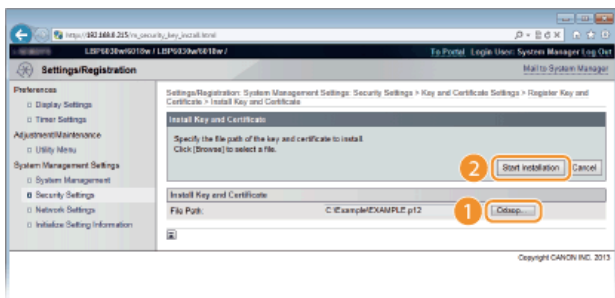 http://192.168.0.215/m_security_key_install.html
LBP6030w/6018w / LBP6030w/6018w /
To Portal Login User: System Manager Log Out
Settings/Registration
Mail to System Manager
Preferences
Display Settings
Timer Settings
Adjustment/Maintenance
Utility Menu
System Management Settings
System Management
Security Settings
Network Settings
Initialize Setting Information
Settings/Registration: System Management Settings: Security Settings > Key and Certificate Settings > Register Key and
Certificate > Install Key and Certificate
Install Key and Certificate
Specify the file path of the key and certificate to install.
Click [Browse] to select a file.
2 Start Installation Cancel
Install Key and Certificate
File Path: C:\Example\EXAMPLE.p12
1
Copyright CANON INC. 2013